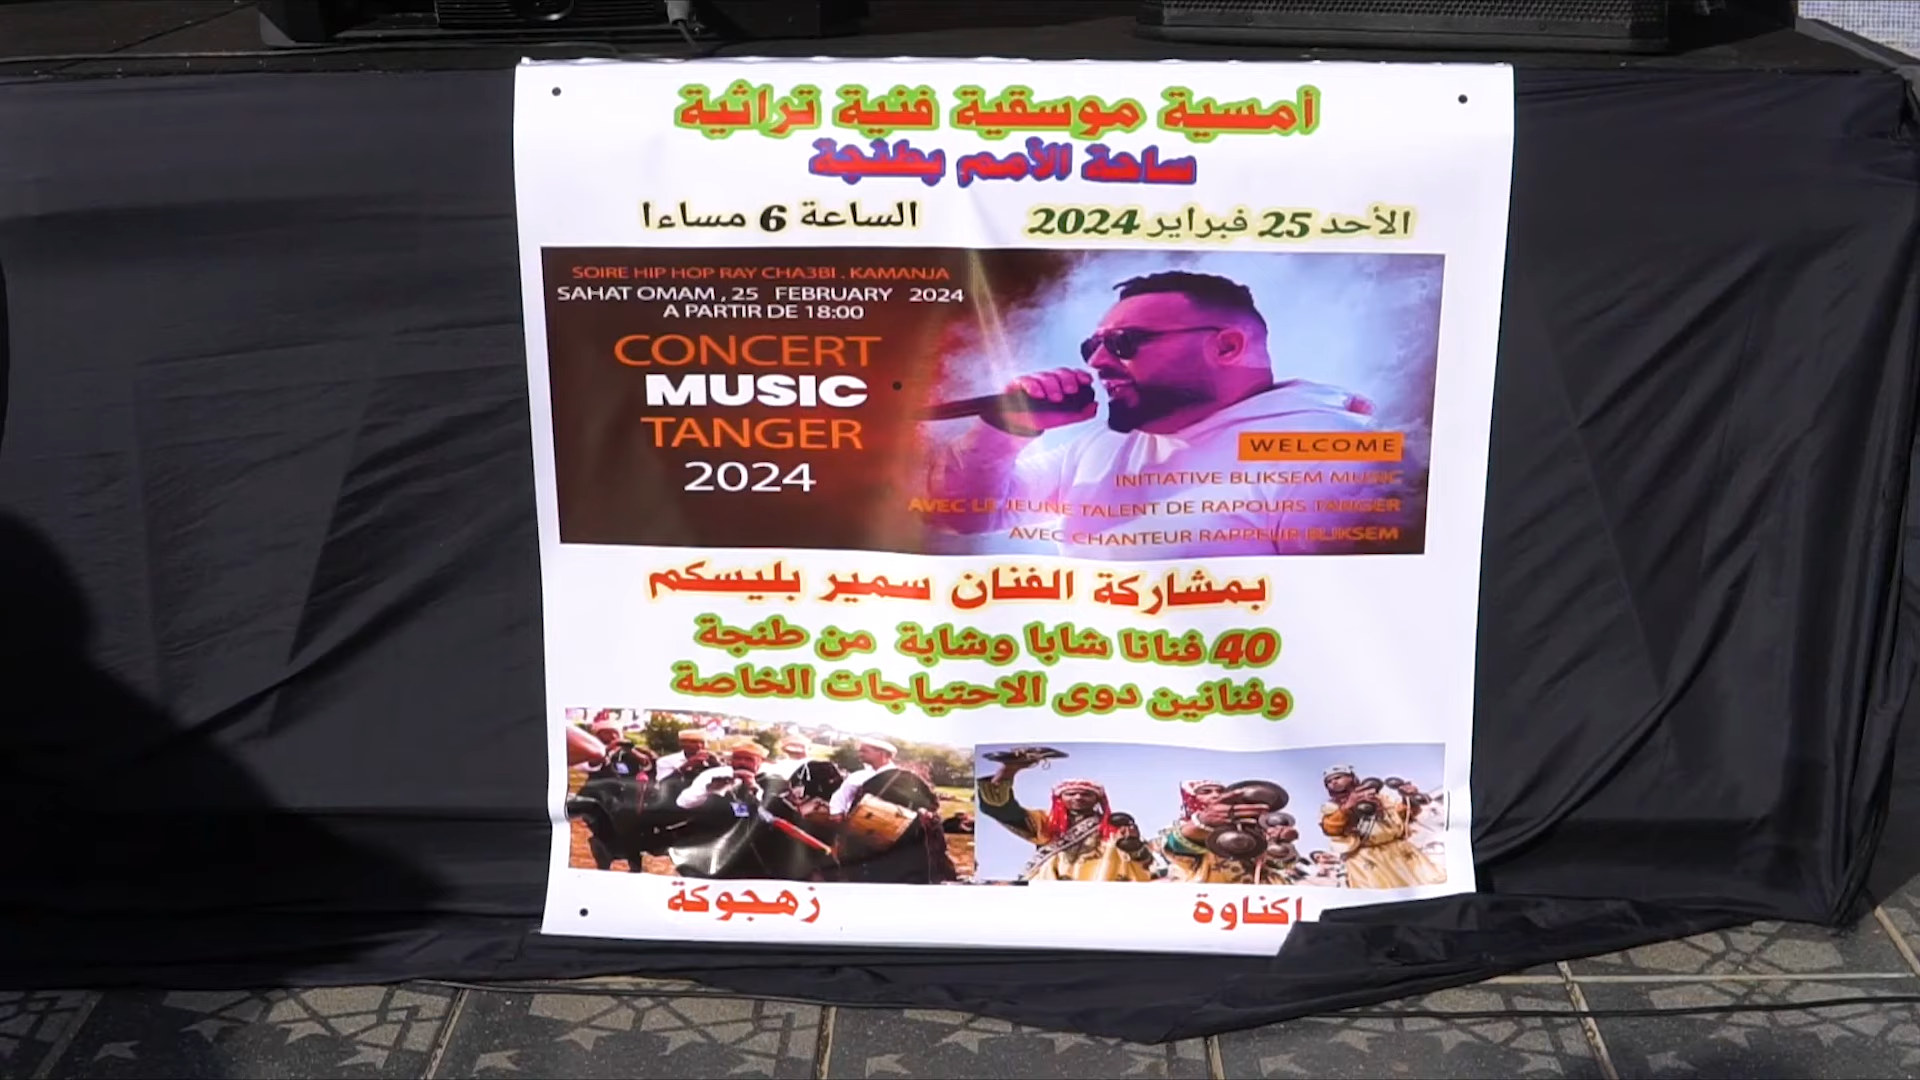 أمسية موسقية فنية تراثية
ساحة الأمم بطنجة
الأحد 25 فبراير 2024
الساعة 6 مساءا
SOIRE HIP HOP RAY CHA3BI . KAMANJA
SAHAT OMAM , 25 FEBRUARY 2024
A PARTIR DE 18:00
CONCERT
MUSIC
TANGER
2024
WELCOME
INITIATIVE BLIKSEM MUSIC
AVEC LE JEUNE TALENT DE RAPOURS TANGER
AVEC CHANTEUR RAPPEUR BLIKSEM
بمشاركة الفنان سمير بليسكم
40 فنانا شابا وشابة من طنجة
وفنانين دوى الاحتياجات الخاصة
زهجوكة
اكناوة